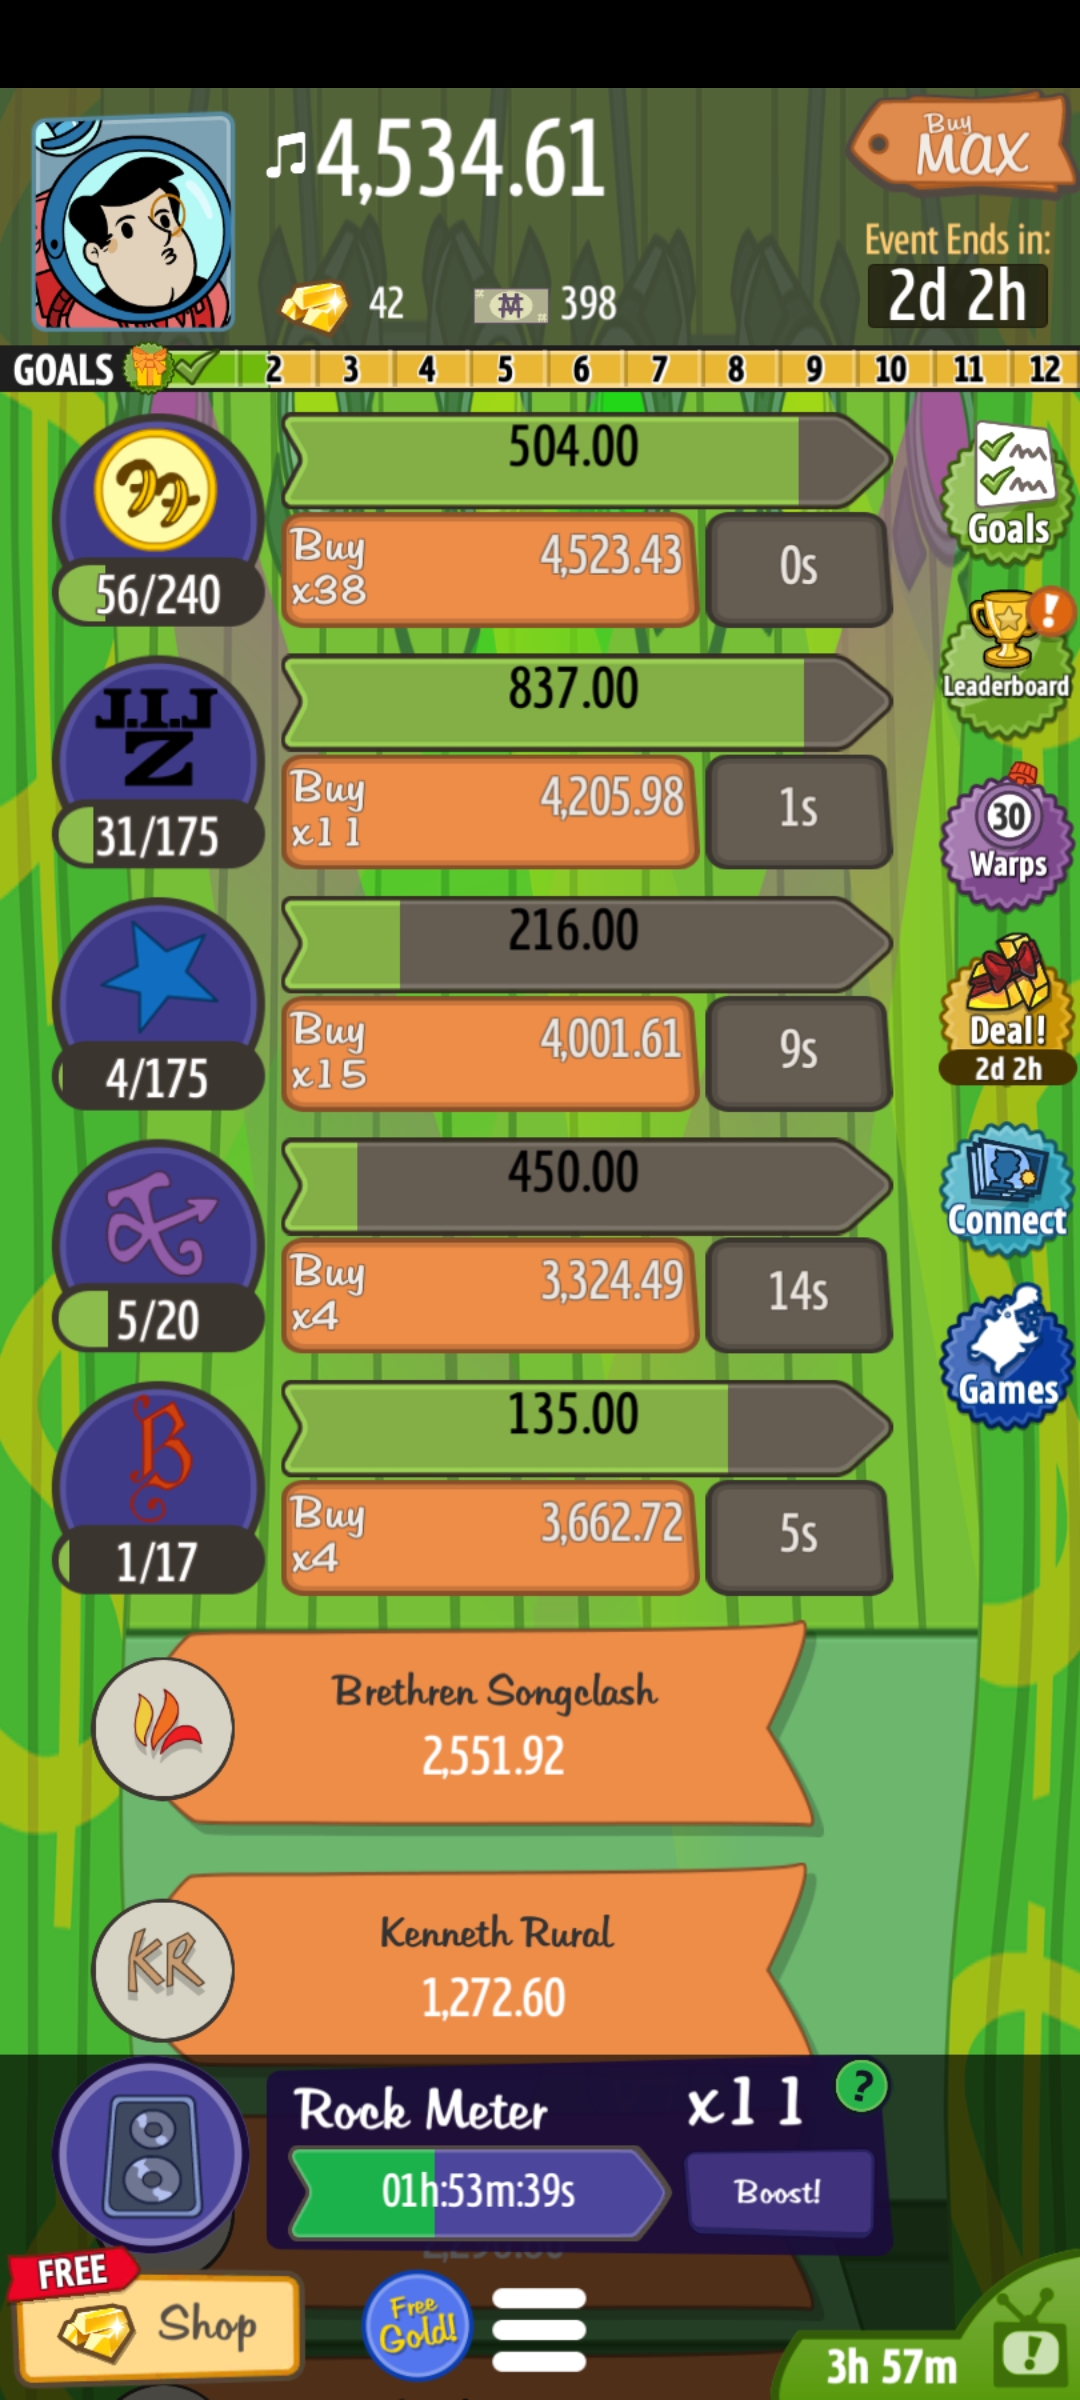 ♫4,534.61
Buy
MAX
42
398
Event Ends in:
2d 2h
GOALS 2 3 4 5 6 7 8 9 10 11 12
504.00
56/240
Buy
x38
4,523.43
0s
J.I.J
Z
837.00
31/175
Buy
x11
4,205.98
1s
216.00
4/175
Buy
x15
4,001.61
9s
450.00
5/20
Buy
x4
3,324.49
14s
B
135.00
1/17
Buy
x4
3,662.72
5s
Goals
!
Leaderboard
30
Warps
Deal!
2d 2h
Connect
Games
Brethren Songclash
2,551.92
KR
Kenneth Rural
1,272.60
Rock Meter
x11
?
01h:53m:39s
Boost!
FREE
Shop
Free
Gold!
!
3h 57m